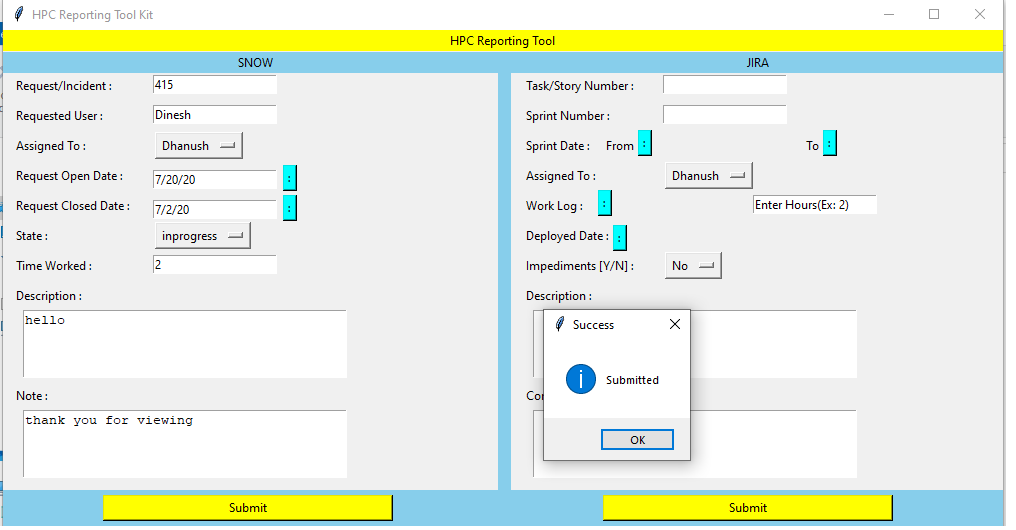 HPC Reporting Tool Kit
HPC Reporting Tool
SNOW
Request/Incident : 415
Requested User : Dinesh
Assigned To : Dhanush
Request Open Date : 7/20/20 :
Request Closed Date : 7/2/20 :
State : inprogress
Time Worked : 2
Description :
hello
Note :
thank you for viewing
Submit
JIRA
Task/Story Number :
Sprint Number :
Sprint Date : From : To :
Assigned To : Dhanush
Work Log : : Enter Hours(Ex: 2)
Deployed Date : :
Impediments [Y/N] : No
Description :
Success
Submitted
OK
Submit